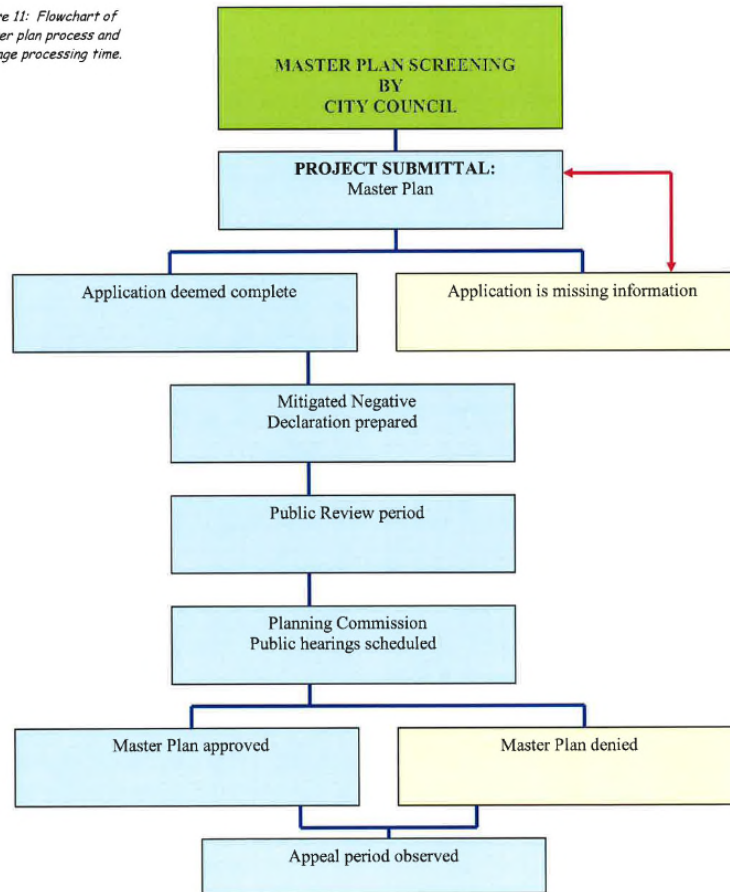 re 11: Flowchart of
er plan process and
age processing time.
MASTER PLAN SCREENING
BY
CITY COUNCIL
PROJECT SUBMITTAL:
Master Plan
Application deemed complete
Application is missing information
Mitigated Negative
Declaration prepared
Public Review period
Planning Commission
Public hearings scheduled
Master Plan approved
Master Plan denied
Appeal period observed